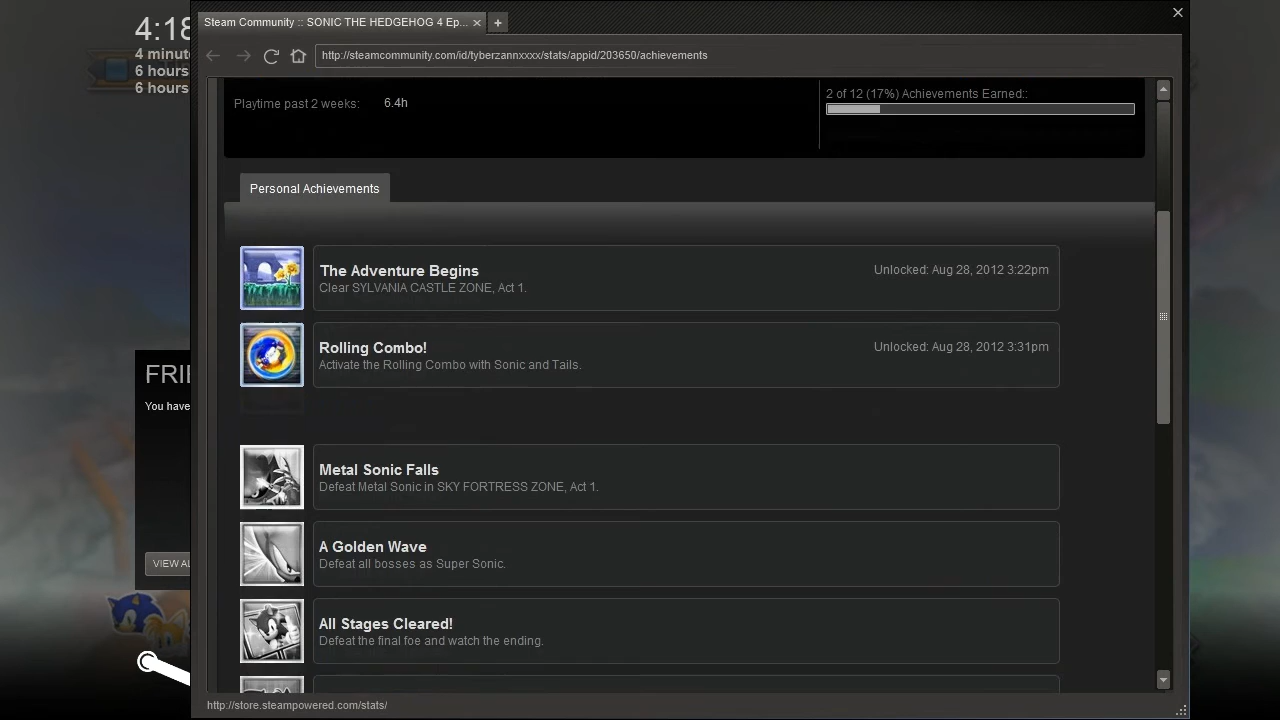 4:18
4 minut
6 hours
6 hours
Steam Community :: SONIC THE HEDGEHOG 4 Ep...
http://steamcommunity.com/id/tyberzannxxxx/stats/appid/203650/achievements
Playtime past 2 weeks: 6.4h
2 of 12 (17%) Achievements Earned::
Personal Achievements
The Adventure Begins
Clear SYLVANIA CASTLE ZONE, Act 1.
Unlocked: Aug 28, 2012 3:22pm
Rolling Combo!
Activate the Rolling Combo with Sonic and Tails.
Unlocked: Aug 28, 2012 3:31pm
FRIE
You have
Metal Sonic Falls
Defeat Metal Sonic in SKY FORTRESS ZONE, Act 1.
A Golden Wave
Defeat all bosses as Super Sonic.
VIEW AL
All Stages Cleared!
Defeat the final foe and watch the ending.
http://store.steampowered.com/stats/